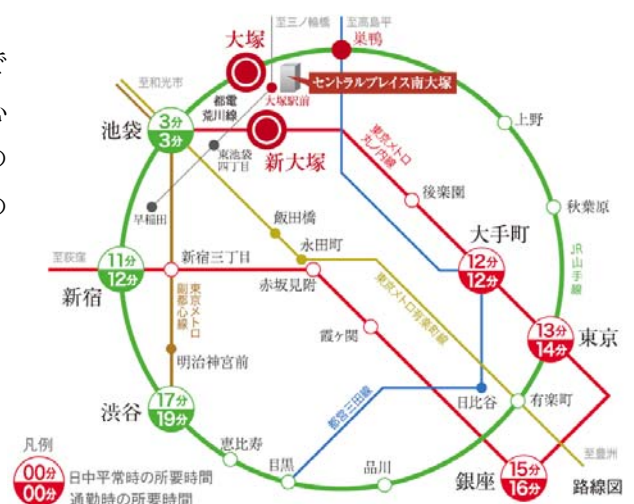 で
か
の
の
至三ノ輪橋
至高島平
大塚
巣鴨
至和光市
都電
荒川線
大塚駅前
セントラルプレイス南大塚
池袋
3分
3分
新大塚
東池袋
四丁目
東京メトロ
丸ノ内線
上野
早稲田
後楽園
秋葉原
飯田橋
永田町
大手町
12分
12分
JR山手線
至荻窪
11分
12分
新宿
新宿三丁目
赤坂見附
東京メトロ
副都心線
東京メトロ有楽町線
霞ヶ関
13分
14分
東京
明治神宮前
渋谷
17分
19分
都営三田線
日比谷
有楽町
恵比寿
目黒
品川
至豊洲
銀座
15分
16分
路線図
凡例
00分
00分
日中平常時の所要時間
通勤時の所要時間